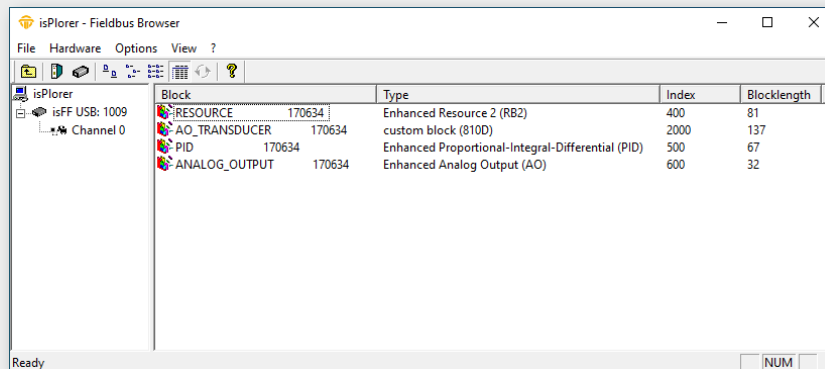 isPlorer - Fieldbus Browser
File Hardware Options View ?
isPlorer
isFF USB: 1009
Channel 0
Block Type Index Blocklength
RESOURCE 170634 Enhanced Resource 2 (RB2) 400 81
AO_TRANSDUCER 170634 custom block (810D) 2000 137
PID 170634 Enhanced Proportional-Integral-Differential (PID) 500 67
ANALOG_OUTPUT 170634 Enhanced Analog Output (AO) 600 32
Ready NUM